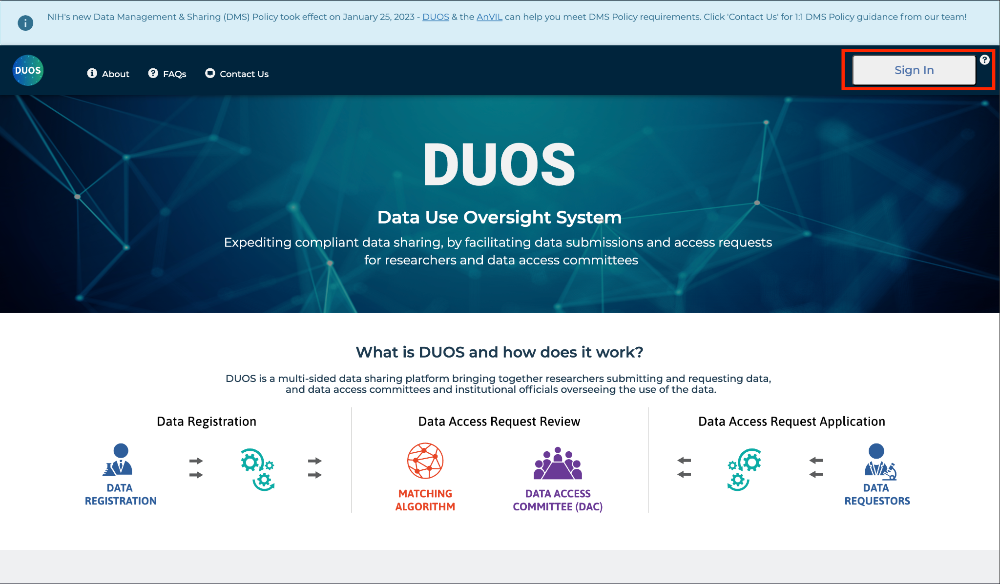 NIH's new Data Management & Sharing (DMS) Policy took effect on January 25, 2023 - DUOS & the AnVIL can help you meet DMS Policy requirements. Click 'Contact Us' for 1:1 DMS Policy guidance from our team!
DUOS
About
FAQs
Contact Us
Sign In
DUOS
Data Use Oversight System
Expediting compliant data sharing, by facilitating data submissions and access requests
for researchers and data access committees
What is DUOS and how does it work?
DUOS is a multi-sided data sharing platform bringing together researchers submitting and requesting data,
and data access committees and institutional officials overseeing the use of the data.
Data Registration
DATA
REGISTRATION
Data Access Request Review
MATCHING
ALGORITHM
DATA ACCESS
COMMITTEE (DAC)
Data Access Request Application
DATA
REQUESTORS